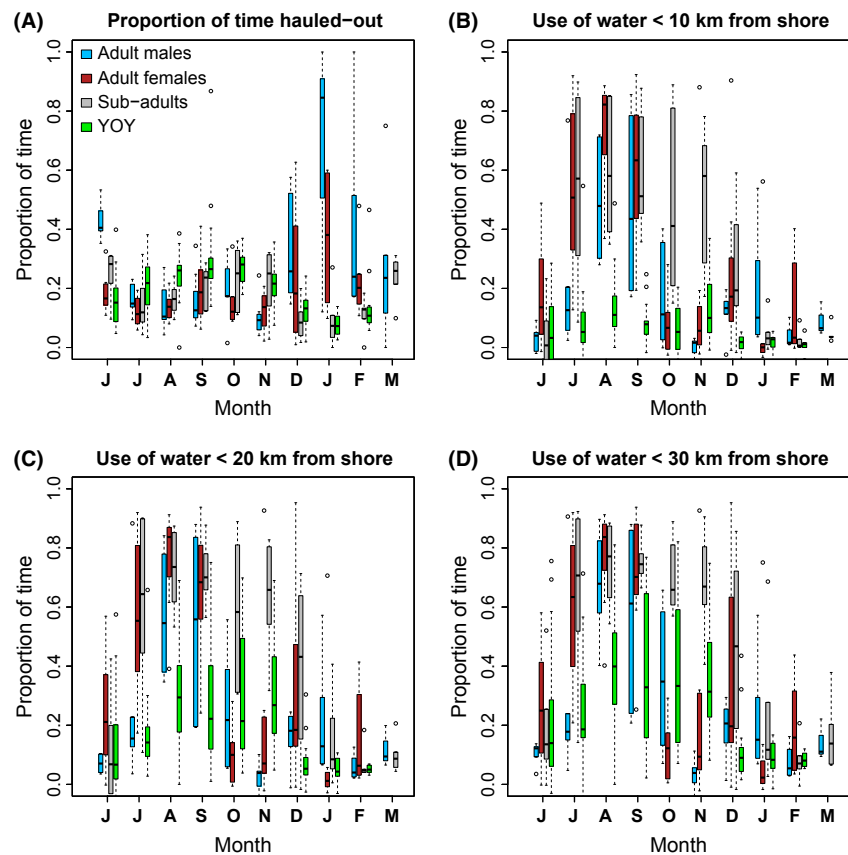 (A) Proportion of time hauled−out
Proportion of time
1.0
0.8
0.6
0.4
0.2
0.0
Adult males
Adult females
Sub−adults
YOY
J J A S O N D J F M
Month
(B) Use of water < 10 km from shore
Proportion of time
1.0
0.8
0.6
0.4
0.2
0.0
J J A S O N D J F M
Month
(C) Use of water < 20 km from shore
Proportion of time
1.0
0.8
0.6
0.4
0.2
0.0
J J A S O N D J F M
Month
(D) Use of water < 30 km from shore
Proportion of time
1.0
0.8
0.6
0.4
0.2
0.0
J J A S O N D J F M
Month